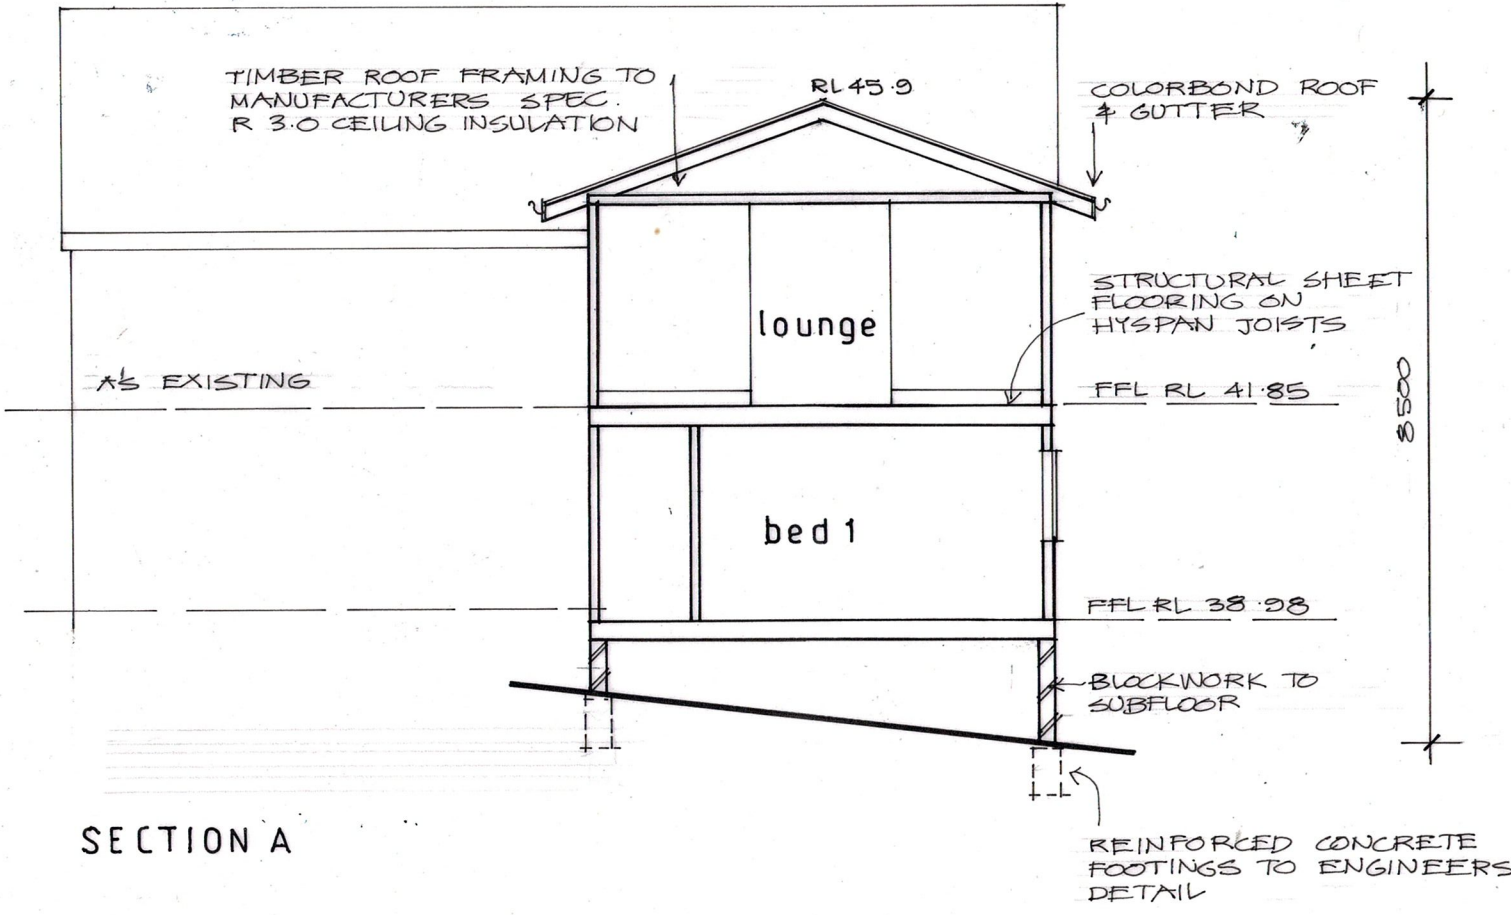 TIMBER ROOF FRAMING TO
MANUFACTURERS SPEC.
R 3.0 CEILING INSULATION
RL 45.9
COLORBOND ROOF
& GUTTER
STRUCTURAL SHEET
FLOORING ON
HYSPAN JOISTS
lounge
AS EXISTING
FFL RL 41.85
8500
bed 1
FFL RL 38.98
BLOCKWORK TO
SUBFLOOR
SECTION A
REINFORCED CONCRETE
FOOTINGS TO ENGINEERS
DETAIL